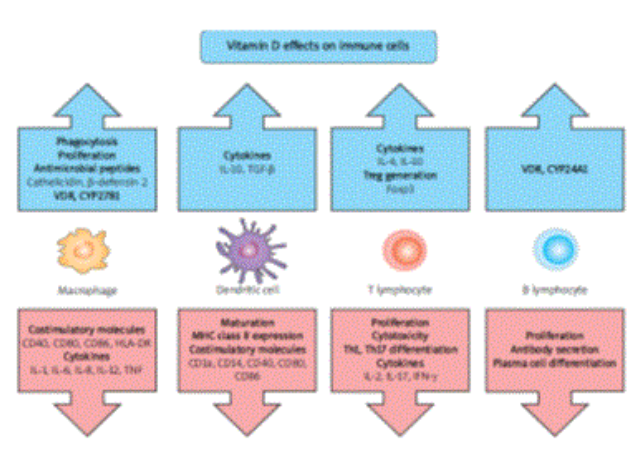 Vitamin D effects on immune cells
Phagocytosis
Proliferation
Antimicrobial peptides
Cathelicidin, β-defensin 2
VDR, CYP27B1
Cytokines
IL-10, TGF-β
Cytokines
IL-4, IL-10
Treg generation
Foxp3
VDR, CYP24A1
Macrophage
Dendritic cell
T lymphocyte
B lymphocyte
Costimulatory molecules
CD40, CD80, CD86, HLA-DR
Cytokines
IL-1, IL-6, IL-8, IL-12, TNF
Maturation
MHC class II expression
Costimulatory molecules
CD1a, CD14, CD40, CD80,
CD86
Proliferation
Cytotoxicity
Th1, Th17 differentiation
Cytokines
IL-2, IL-17, IFN-γ
Proliferation
Antibody secretion
Plasma cell differentiation